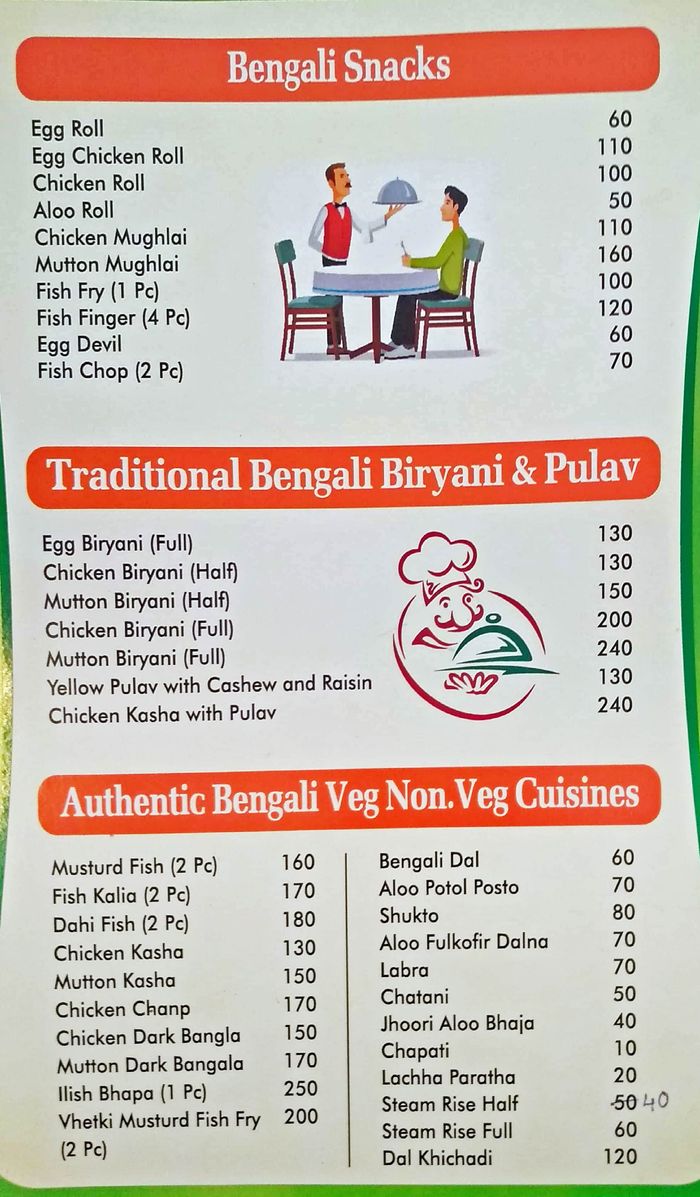 Bengali Snacks
Egg Roll 60
Egg Chicken Roll 110
Chicken Roll 100
Aloo Roll 50
Chicken Mughlai 110
Mutton Mughlai 160
Fish Fry (1 Pc) 100
Fish Finger (4 Pc) 120
Egg Devil 60
Fish Chop (2 Pc) 70
Traditional Bengali Biryani & Pulav
Egg Biryani (Full) 130
Chicken Biryani (Half) 130
Mutton Biryani (Half) 150
Chicken Biryani (Full) 200
Mutton Biryani (Full) 240
Yellow Pulav with Cashew and Raisin 130
Chicken Kasha with Pulav 240
Authentic Bengali Veg Non.Veg Cuisines
Musturd Fish (2 Pc) 160
Fish Kalia (2 Pc) 170
Dahi Fish (2 Pc) 180
Chicken Kasha 130
Mutton Kasha 150
Chicken Chanp 170
Chicken Dark Bangla 150
Mutton Dark Bangala 170
Ilish Bhapa (1 Pc) 250
Vhetki Musturd Fish Fry 200
(2 Pc)
Bengali Dal 60
Aloo Potol Posto 70
Shukto 80
Aloo Fulkofir Dalna 70
Labra 70
Chatani 50
Jhoori Aloo Bhaja 40
Chapati 10
Lachha Paratha 20
Steam Rise Half 50 40
Steam Rise Full 60
Dal Khichadi 120